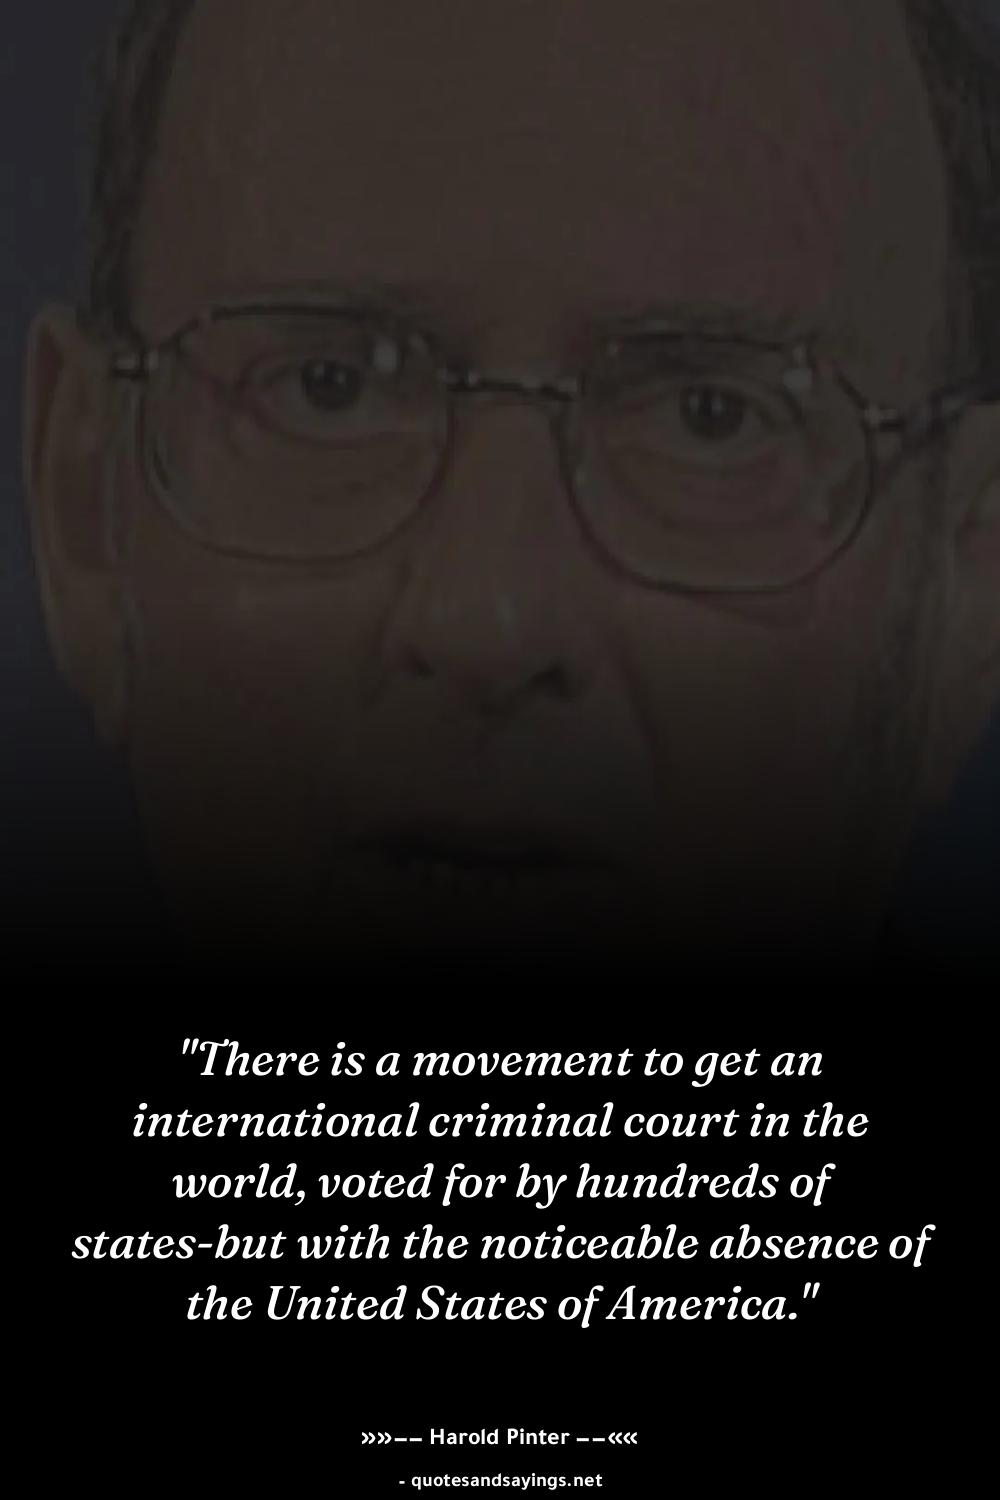 "There is a movement to get an
international criminal court in the
world, voted for by hundreds of
states-but with the noticeable absence of
the United States of America."
»»–– Harold Pinter ––««
- quotesandsayings.net